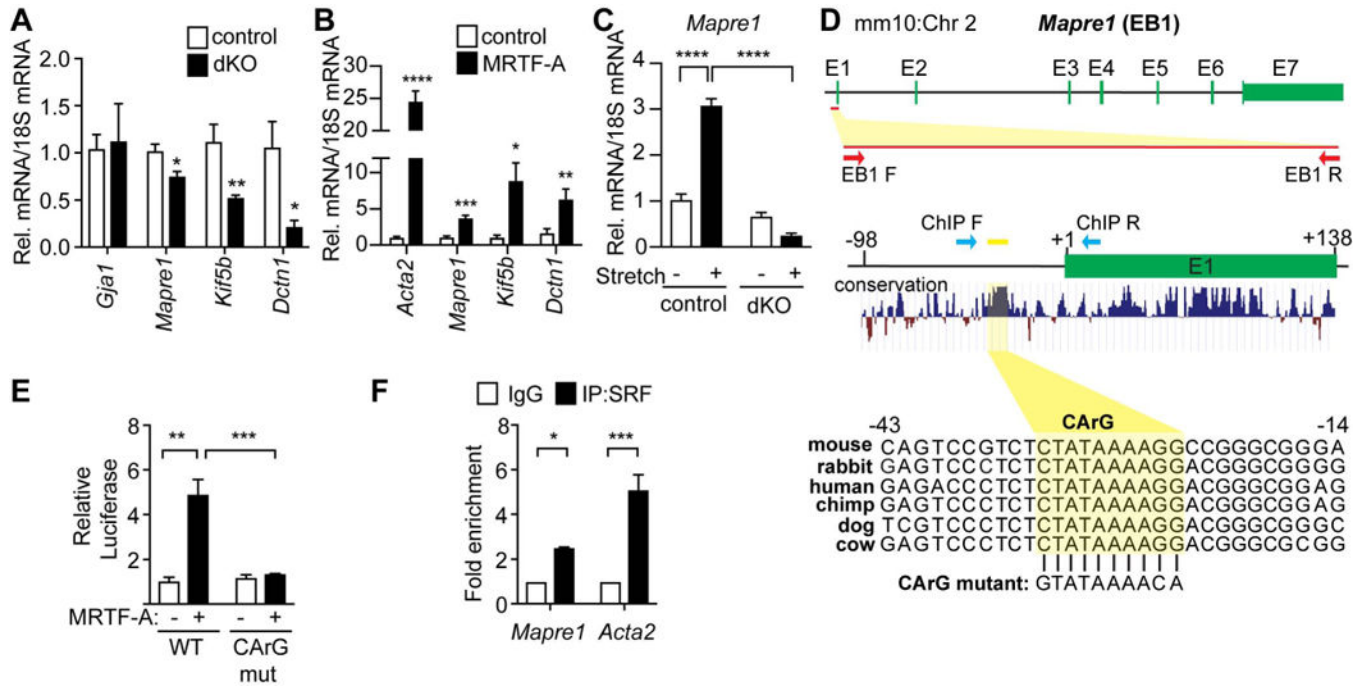 A
control
dKO
Rel. mRNA/18S mRNA
2.0
1.5
1.0
0.5
0.0
*
**
*
Gja1
Mapre1
Kif5b
Dctn1
B
control
MRTF-A
Rel. mRNA/18S mRNA
30
25
20
15
10
5
0
****
***
*
**
Acta2
Mapre1
Kif5b
Dctn1
C
Mapre1
Rel. mRNA/18S mRNA
5
4
3
2
1
0
****
****
Stretch - + - +
control dKO
D
mm10:Chr 2 Mapre1 (EB1)
E1 E2 E3 E4 E5 E6 E7
EB1 F EB1 R
ChIP F ChIP R
-98 +1 +138
E1
conservation
CArG
-43 -14
mouse CAGTCCGTCTCTATAAAAGGCCGGGCGGGA
rabbit GAGTCCCTCTCTATAAAAGGACGGGGCGGGG
human GAGACCCTCTCTATAAAAGGACGGGCGGAG
chimp GAGTCCCTCTCTATAAAAGGACGGGCGGAG
dog TCGTCCCTCTCTATAAAAGGACGGGCGGGC
cow GAGTCCCTCTCTATAAAAGGACGGGCGCGG
CArG mutant: GTATAAAACA
E
Relative
Luciferase
8
6
4
2
** ***
MRTF-A: - + - +
WT CArG
mut
F
IgG
IP:SRF
Fold enrichment
8
6
4
2
0
* ***
Mapre1 Acta2